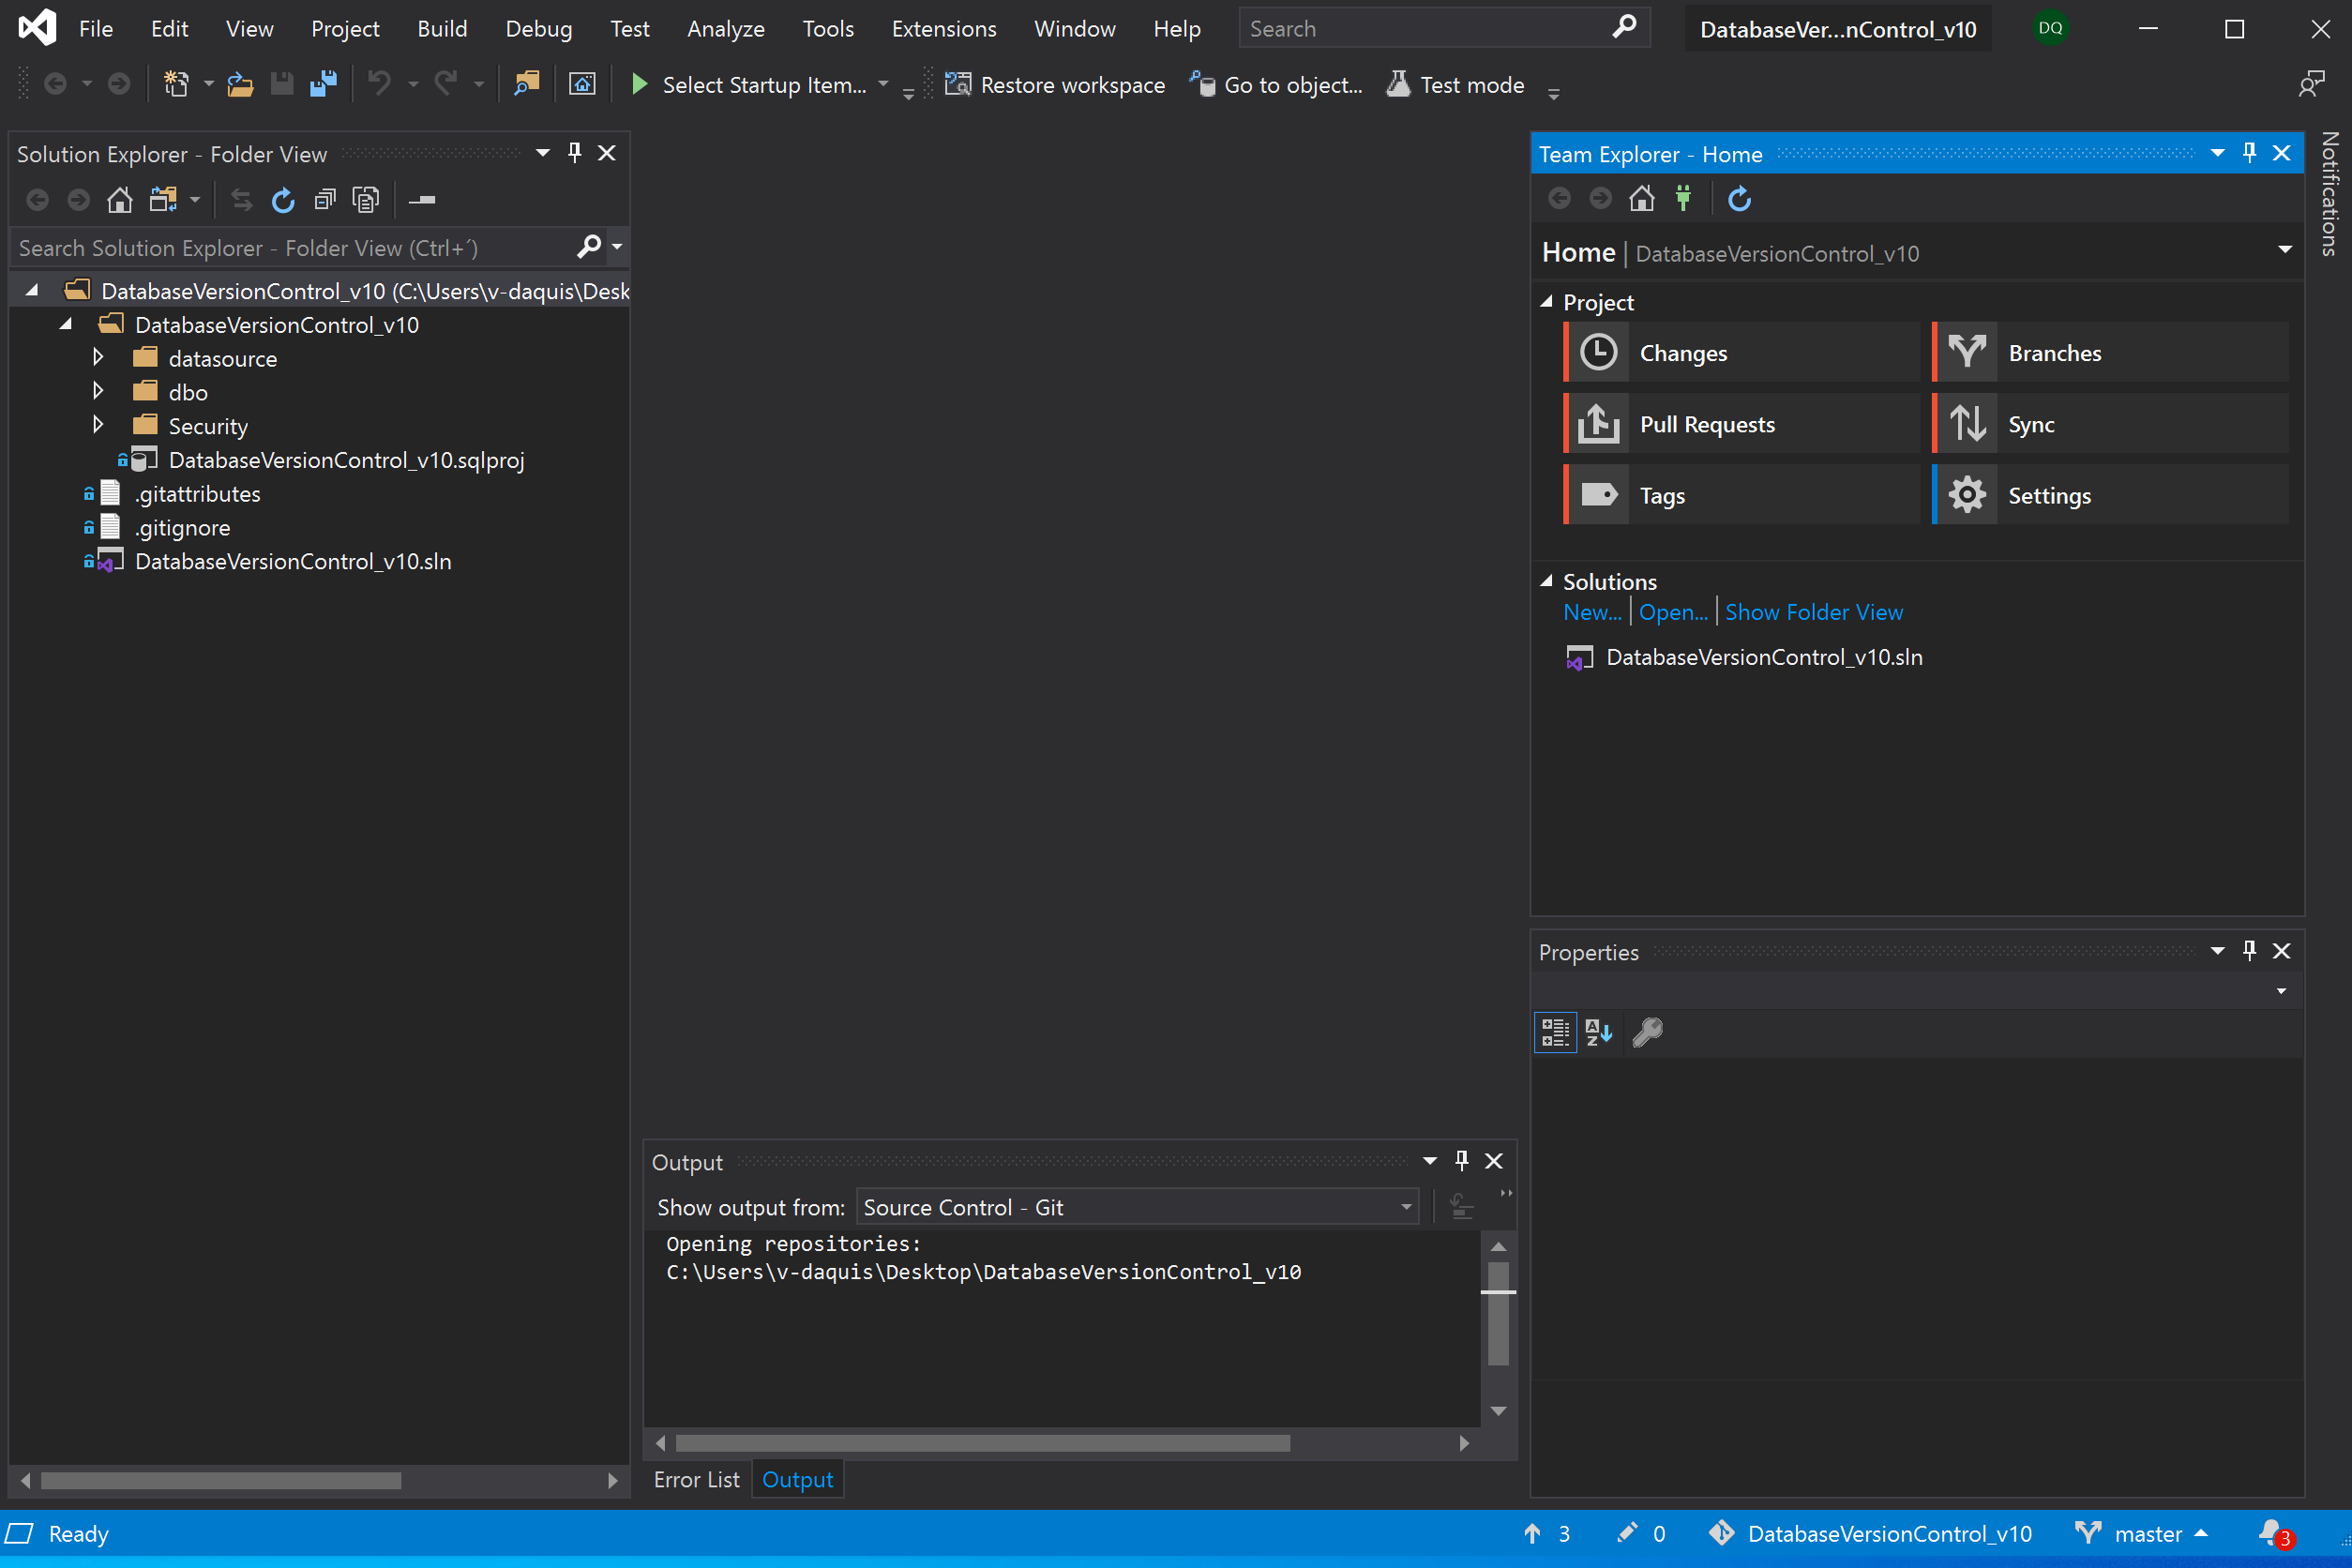 File Edit View Project Build Debug Test Analyze Tools Extensions Window Help Search DatabaseVer...nControl_v10 DQ
Select Startup Item... Restore workspace Go to object... Test mode
Solution Explorer - Folder View
Search Solution Explorer - Folder View (Ctrl+´)
DatabaseVersionControl_v10 (C:\Users\v-daquis\Desk
DatabaseVersionControl_v10
datasource
dbo
Security
DatabaseVersionControl_v10.sqlproj
.gitattributes
.gitignore
DatabaseVersionControl_v10.sln
Output
Show output from: Source Control - Git
Opening repositories:
C:\Users\v-daquis\Desktop\DatabaseVersionControl_v10
Error List Output
Team Explorer - Home
Home | DatabaseVersionControl_v10
Project
Changes Branches
Pull Requests Sync
Tags Settings
Solutions
New... | Open... | Show Folder View
DatabaseVersionControl_v10.sln
Properties
Notifications
Ready 3 0 DatabaseVersionControl_v10 master 3